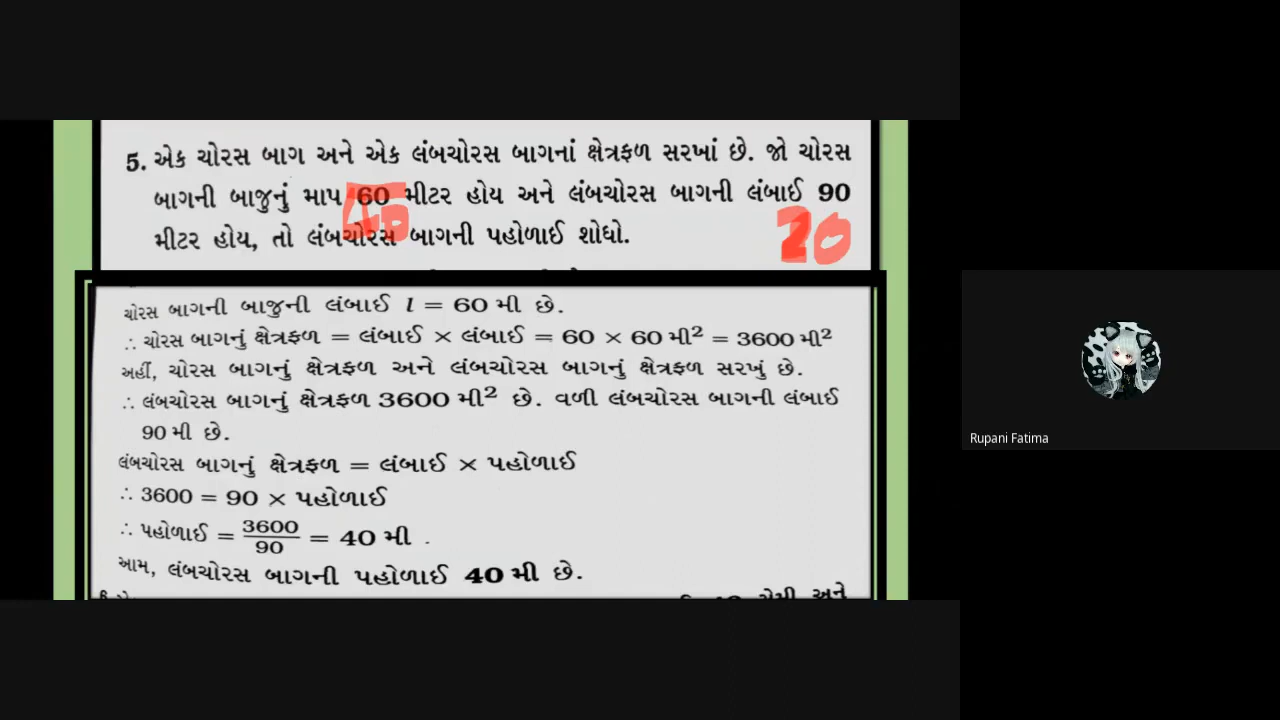 5. એક ચોરસ બાગ અને એક લંબચોરસ બાગનાં ક્ષેત્રફળ સરખાં છે. જો ચોરસ
બાગની બાજુનું માપ 60 મીટર હોય અને લંબચોરસ બાગની લંબાઈ 90
40
મીટર હોય, તો લંબચોરસ બાગની પહોળાઈ શોધો.
20
ચોરસ બાગની બાજુની લંબાઈ l = 60 મી છે.
∴ ચોરસ બાગનું ક્ષેત્રફળ = લંબાઈ × લંબાઈ = 60 × 60 મી² = 3600 મી²
અહીં, ચોરસ બાગનું ક્ષેત્રફળ અને લંબચોરસ બાગનું ક્ષેત્રફળ સરખું છે.
∴ લંબચોરસ બાગનું ક્ષેત્રફળ 3600 મી² છે. વળી લંબચોરસ બાગની લંબાઈ
90 મી છે.
લંબચોરસ બાગનું ક્ષેત્રફળ = લંબાઈ × પહોળાઈ
∴ 3600 = 90 × પહોળાઈ
∴ પહોળાઈ = 3600/90 = 40 મી .
આમ, લંબચોરસ બાગની પહોળાઈ 40 મી છે.
અને
Rupani Fatima